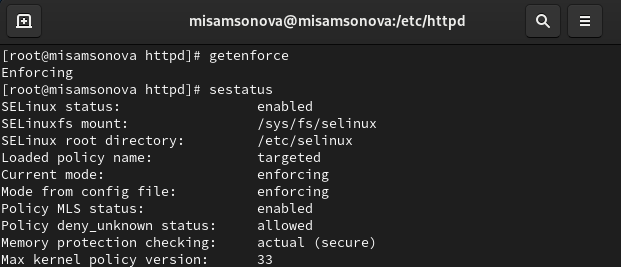 misamsonova@misamsonova:/etc/httpd
[root@misamsonova httpd]# getenforce
Enforcing
[root@misamsonova httpd]# sestatus
SELinux status:                 enabled
SELinuxfs mount:                /sys/fs/selinux
SELinux root directory:         /etc/selinux
Loaded policy name:             targeted
Current mode:                   enforcing
Mode from config file:          enforcing
Policy MLS status:              enabled
Policy deny_unknown status:     allowed
Memory protection checking:     actual (secure)
Max kernel policy version:      33